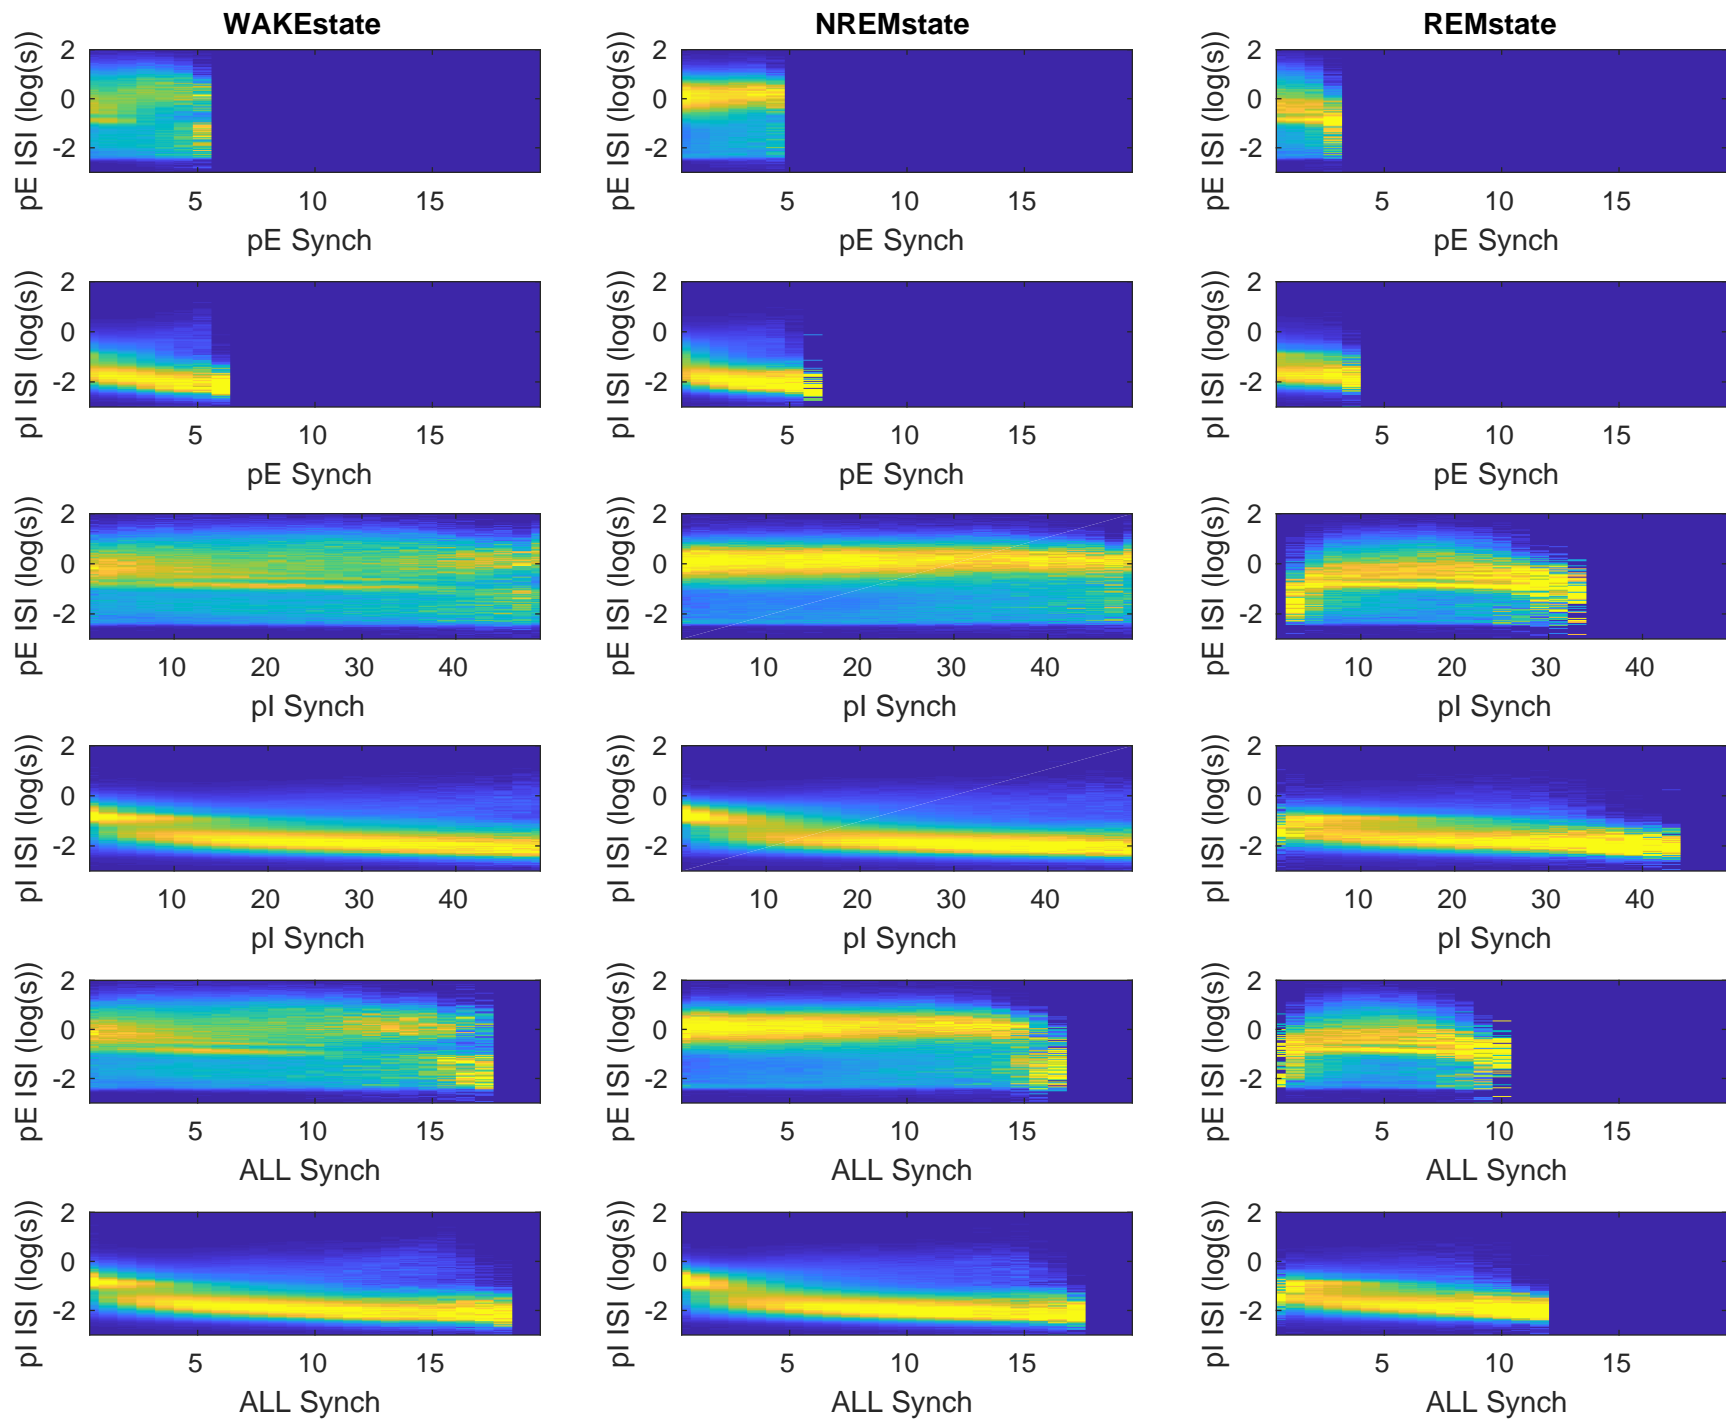 WAKEstate NREMstate REMstate
pE ISI (log(s)) 2 0 -2 pE ISI (log(s)) 2 0 -2 pE ISI (log(s)) 2 0 -2
5 10 15 5 10 15 5 10 15
pE Synch pE Synch pE Synch
pI ISI (log(s)) 2 0 -2 pI ISI (log(s)) 2 0 -2 pI ISI (log(s)) 2 0 -2
5 10 15 5 10 15 5 10 15
pE Synch pE Synch pE Synch
pE ISI (log(s)) 2 0 -2 pE ISI (log(s)) 2 0 -2 pE ISI (log(s)) 2 0 -2
10 20 30 40 10 20 30 40 10 20 30 40
pI Synch pI Synch pI Synch
pI ISI (log(s)) 2 0 -2 pI ISI (log(s)) 2 0 -2 pI ISI (log(s)) 2 0 -2
10 20 30 40 10 20 30 40 10 20 30 40
pI Synch pI Synch pI Synch
pE ISI (log(s)) 2 0 -2 pE ISI (log(s)) 2 0 -2 pE ISI (log(s)) 2 0 -2
5 10 15 5 10 15 5 10 15
ALL Synch ALL Synch ALL Synch
pI ISI (log(s)) 2 0 -2 pI ISI (log(s)) 2 0 -2 pI ISI (log(s)) 2 0 -2
5 10 15 5 10 15 5 10 15
ALL Synch ALL Synch ALL Synch